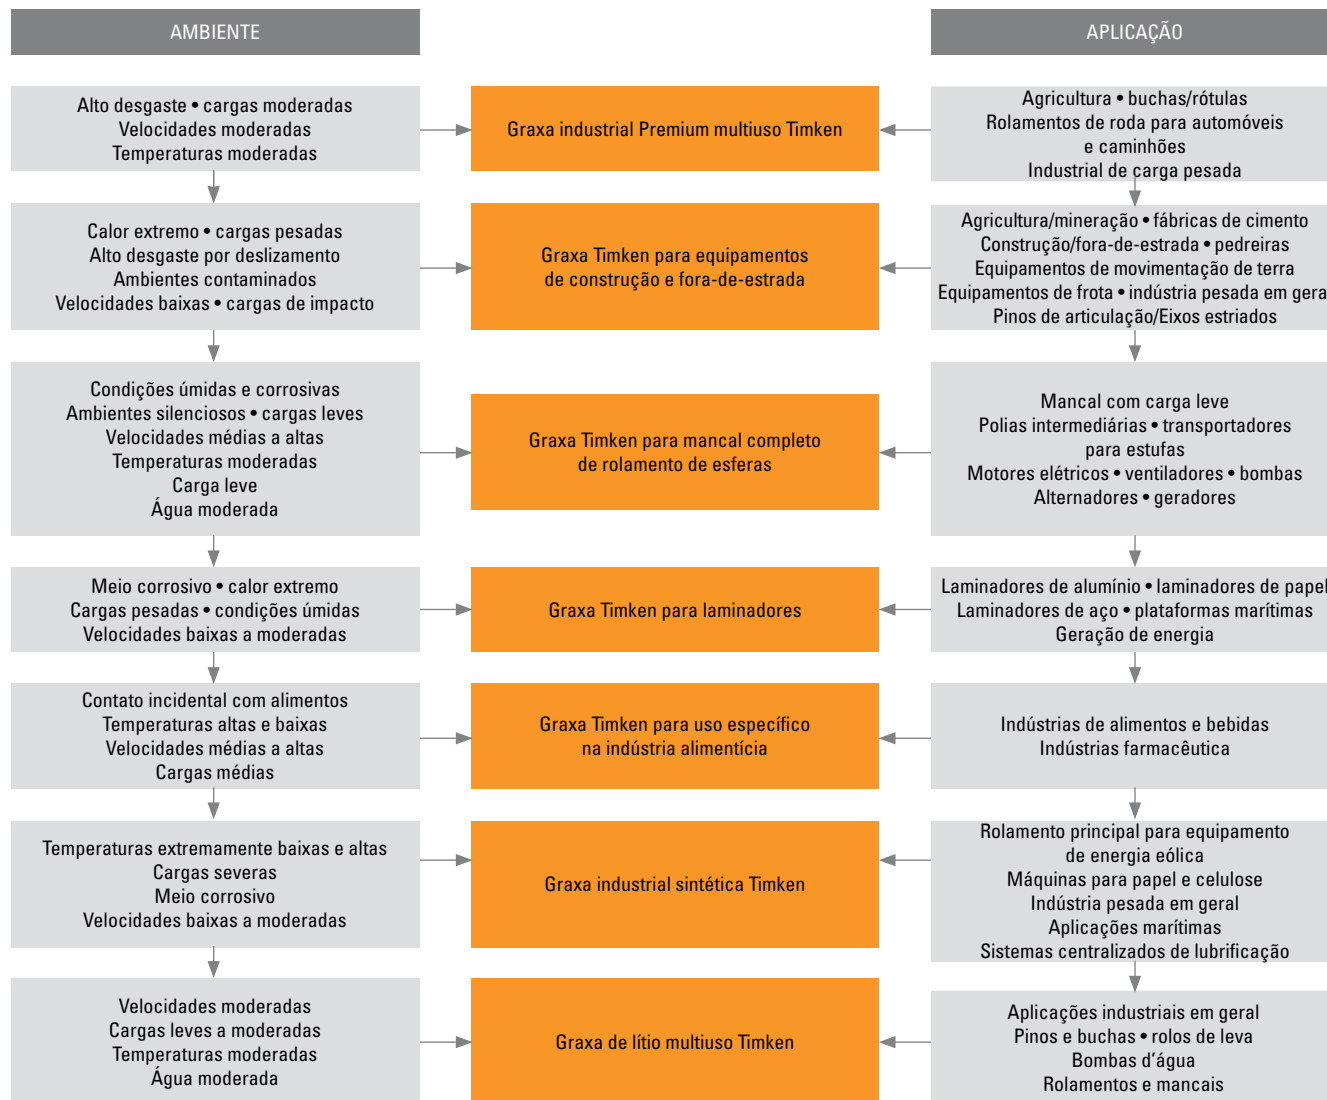 AMBIENTE
APLICAÇÃO
Alto desgaste • cargas moderadas
Velocidades moderadas
Temperaturas moderadas
Graxa industrial Premium multiuso Timken
Agricultura • buchas/rótulas
Rolamentos de roda para automóveis
e caminhões
Industrial de carga pesada
Calor extremo • cargas pesadas
Alto desgaste por deslizamento
Ambientes contaminados
Velocidades baixas • cargas de impacto
Graxa Timken para equipamentos
de construção e fora-de-estrada
Agricultura/mineração • fábricas de cimento
Construção/fora-de-estrada • pedreiras
Equipamentos de movimentação de terra
Equipamentos de frota • indústria pesada em gera
Pinos de articulação/Eixos estriados
Condições úmidas e corrosivas
Ambientes silenciosos • cargas leves
Velocidades médias a altas
Temperaturas moderadas
Carga leve
Água moderada
Graxa Timken para mancal completo
de rolamento de esferas
Mancal com carga leve
Polias intermediárias • transportadores
para estufas
Motores elétricos • ventiladores • bombas
Alternadores • geradores
Meio corrosivo • calor extremo
Cargas pesadas • condições úmidas
Velocidades baixas a moderadas
Graxa Timken para laminadores
Laminadores de alumínio • laminadores de papel
Laminadores de aço • plataformas marítimas
Geração de energia
Contato incidental com alimentos
Temperaturas altas e baixas
Velocidades médias a altas
Cargas médias
Graxa Timken para uso específico
na indústria alimentícia
Indústrias de alimentos e bebidas
Indústrias farmacêutica
Temperaturas extremamente baixas e altas
Cargas severas
Meio corrosivo
Velocidades baixas a moderadas
Graxa industrial sintética Timken
Rolamento principal para equipamento
de energia eólica
Máquinas para papel e celulose
Indústria pesada em geral
Aplicações marítimas
Sistemas centralizados de lubrificação
Velocidades moderadas
Cargas leves a moderadas
Temperaturas moderadas
Água moderada
Graxa de lítio multiuso Timken
Aplicações industriais em geral
Pinos e buchas • rolos de leva
Bombas d’água
Rolamentos e mancais